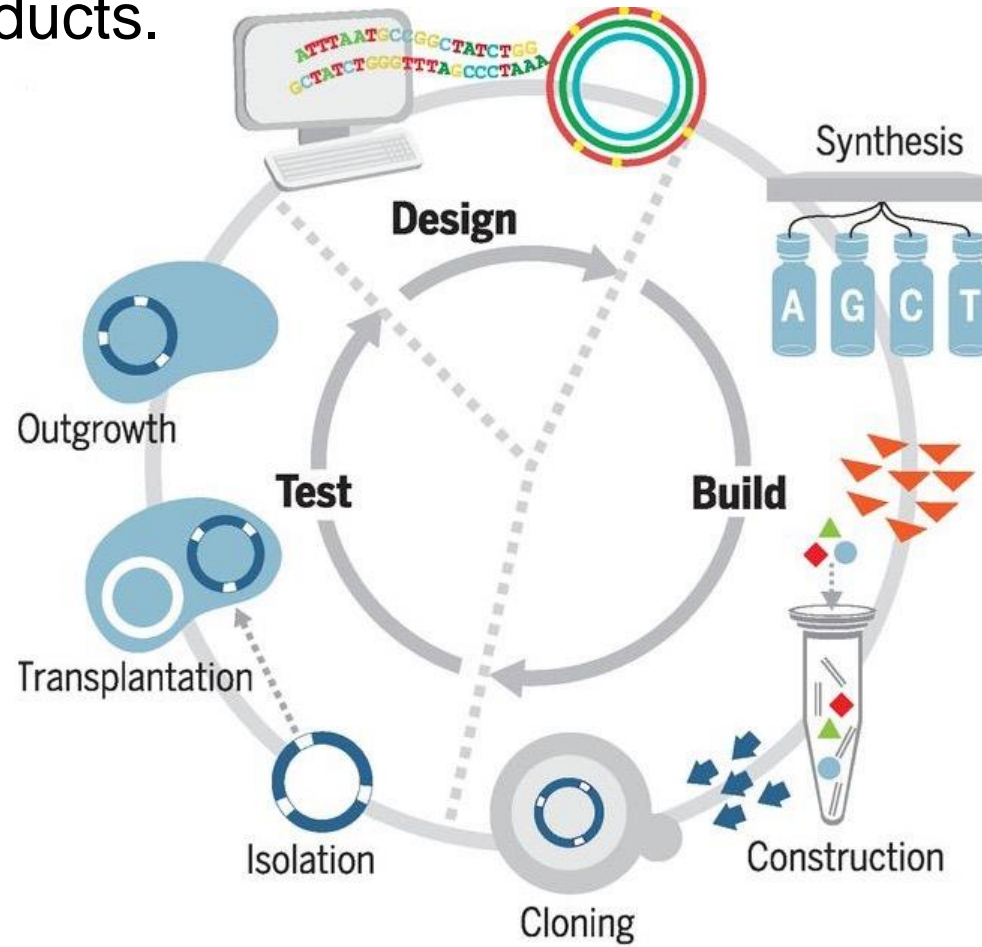 ducts.
ATTTAATGCCGGCTATCTGG
GCTATCTGGGTTTAGCCCTAAA
Synthesis
Design
A G C T
Outgrowth
Test
Build
Transplantation
Isolation
Construction
Cloning